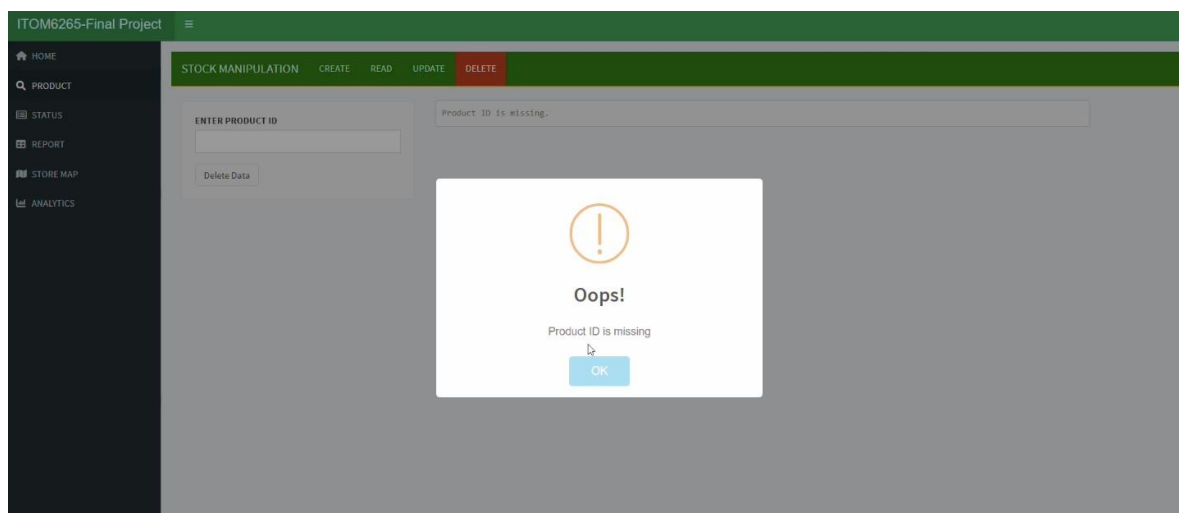 ITOM6265-Final Project
HOME
PRODUCT
STATUS
REPORT
STORE MAP
ANALYTICS
STOCK MANIPULATION CREATE READ UPDATE DELETE
ENTER PRODUCT ID
Delete Data
Product ID is missing.
Oops!
Product ID is missing
OK